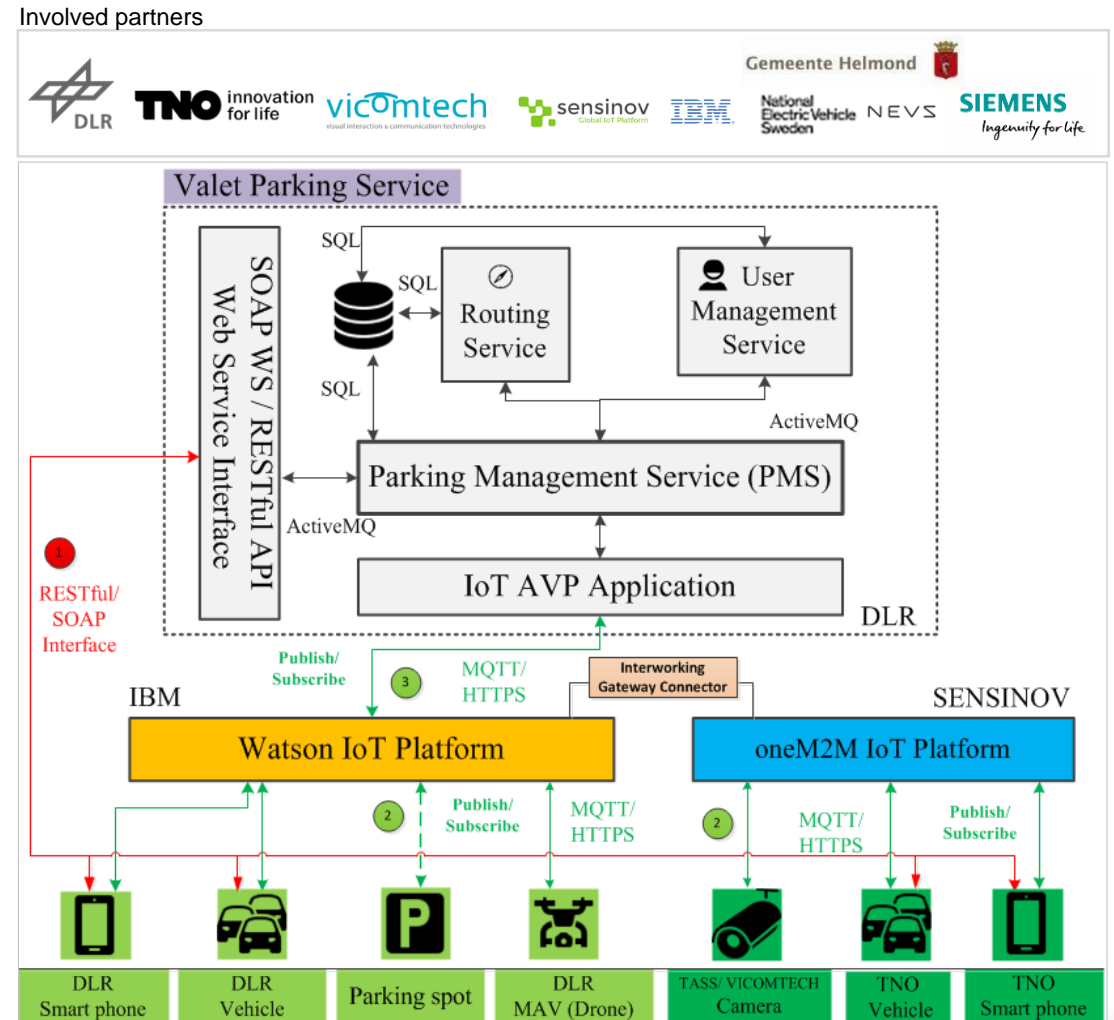 Involved partners
DLR
TNO innovation
for life
vicomtech
visual interaction & communication technologies
sensinov
Global IoT Platform
IBM
Gemeente Helmond
National
Electric Vehicle
Sweden
NEVS
SIEMENS
Ingenuity for life
Valet Parking Service
SOAP WS / RESTful API
Web Service Interface
SQL
SQL
SQL
Routing
Service
User
Management
Service
ActiveMQ
Parking Management Service (PMS)
ActiveMQ
IoT AVP Application
DLR
1
RESTful/
SOAP
Interface
Publish/
Subscribe
3
MQTT/
HTTPS
Interworking
Gateway Connector
IBM
SENSINOV
Watson IoT Platform
oneM2M IoT Platform
2
Publish/
Subscribe
MQTT/
HTTPS
2
MQTT/
HTTPS
Publish/
Subscribe
P
DLR
Smart phone
DLR
Vehicle
Parking spot
DLR
MAV (Drone)
TASS/ VICOMTECH
Camera
TNO
Vehicle
TNO
Smart phone